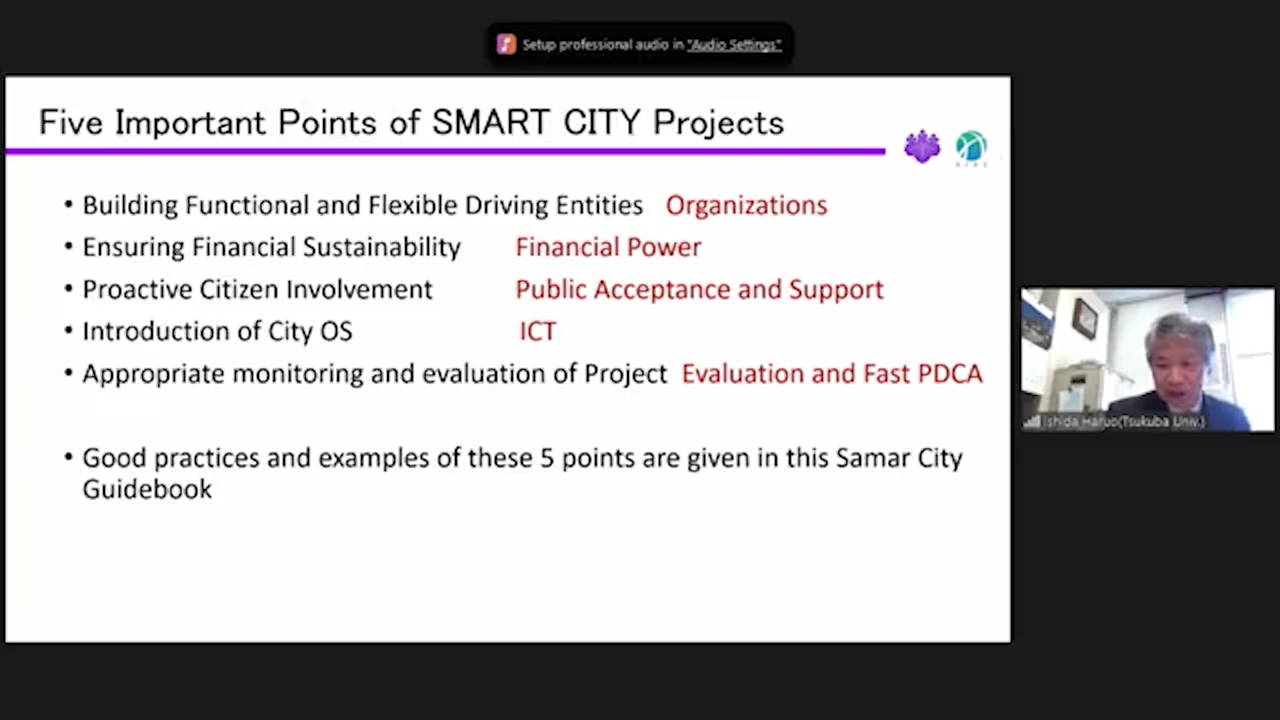 Setup professional audio in "Audio Settings"
Five Important Points of SMART CITY Projects
• Building Functional and Flexible Driving Entities Organizations
• Ensuring Financial Sustainability Financial Power
• Proactive Citizen Involvement Public Acceptance and Support
• Introduction of City OS ICT
• Appropriate monitoring and evaluation of Project Evaluation and Fast PDCA
• Good practices and examples of these 5 points are given in this Samar City
Guidebook
Ishida Haruo(Tsukuba Univ.)